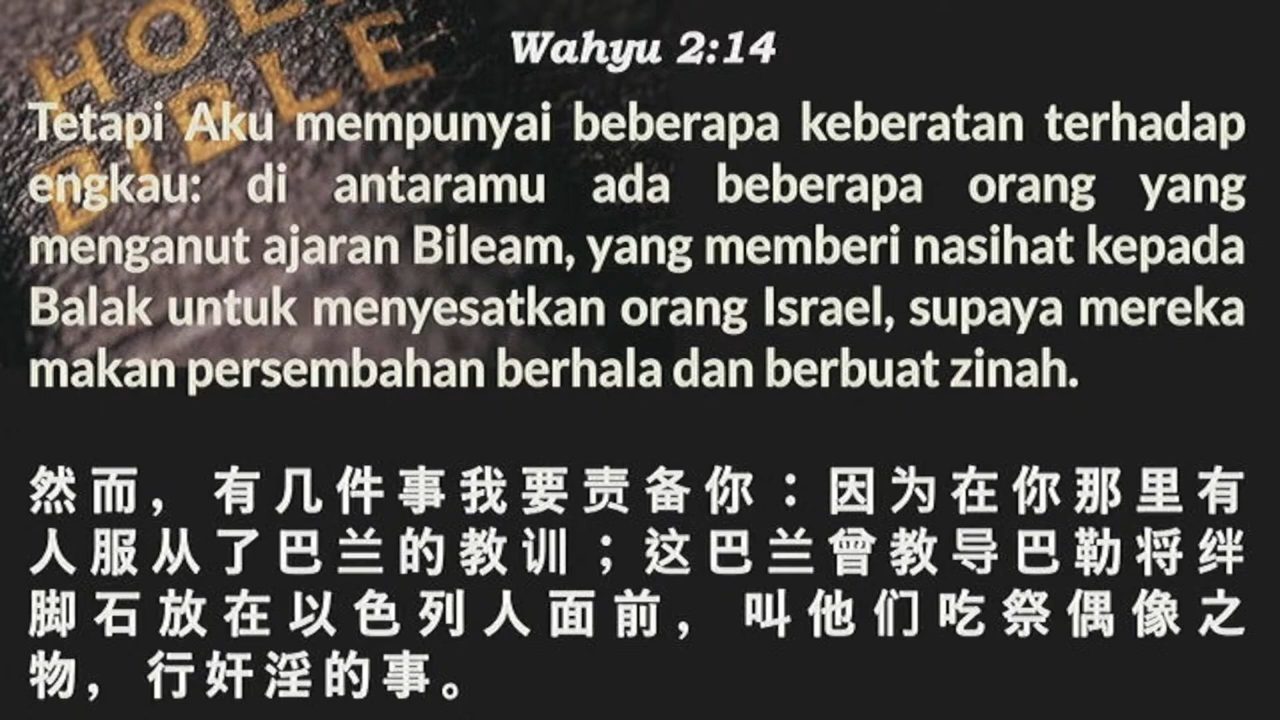 HOLY
BIBLE
Wahyu 2:14
Tetapi Aku mempunyai beberapa keberatan terhadap
engkau: di antaramu ada beberapa orang yang
menganut ajaran Bileam, yang memberi nasihat kepada
Balak untuk menyesatkan orang Israel, supaya mereka
makan persembahan berhala dan berbuat zinah.
然而，有几件事我要责备你：因为在你那里有
人服从了巴兰的教训；这巴兰曾教导巴勒将绊
脚石放在以色列人面前，叫他们吃祭偶像之
物，行奸淫的事。